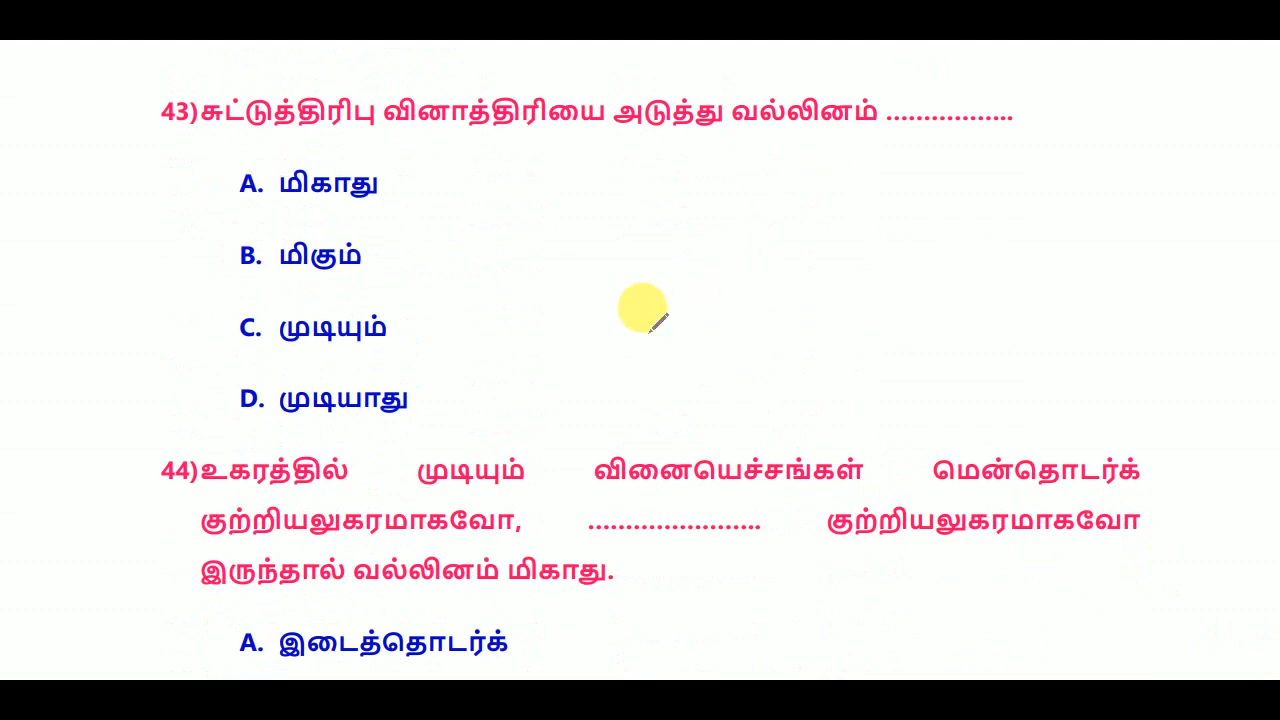 43)சுட்டுத்திரிபு வினாத்திரியை அடுத்து வல்லினம் .................
A. மிகாது
B. மிகும்
C. முடியும்
D. முடியாது
44)உகரத்தில் முடியும் வினையெச்சங்கள் மென்தொடர்க்
குற்றியலுகரமாகவோ, ....................... குற்றியலுகரமாகவோ
இருந்தால் வல்லினம் மிகாது.
A. இடைத்தொடர்க்